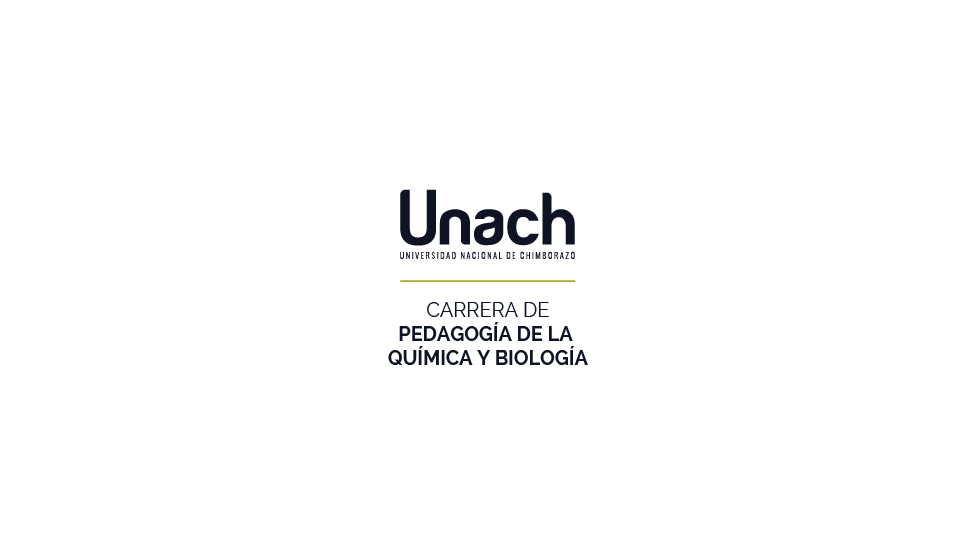 Unach
UNIVERSIDAD NACIONAL DE CHIMBORAZO
CARRERA DE
PEDAGOGÍA DE LA
QUÍMICA Y BIOLOGÍA